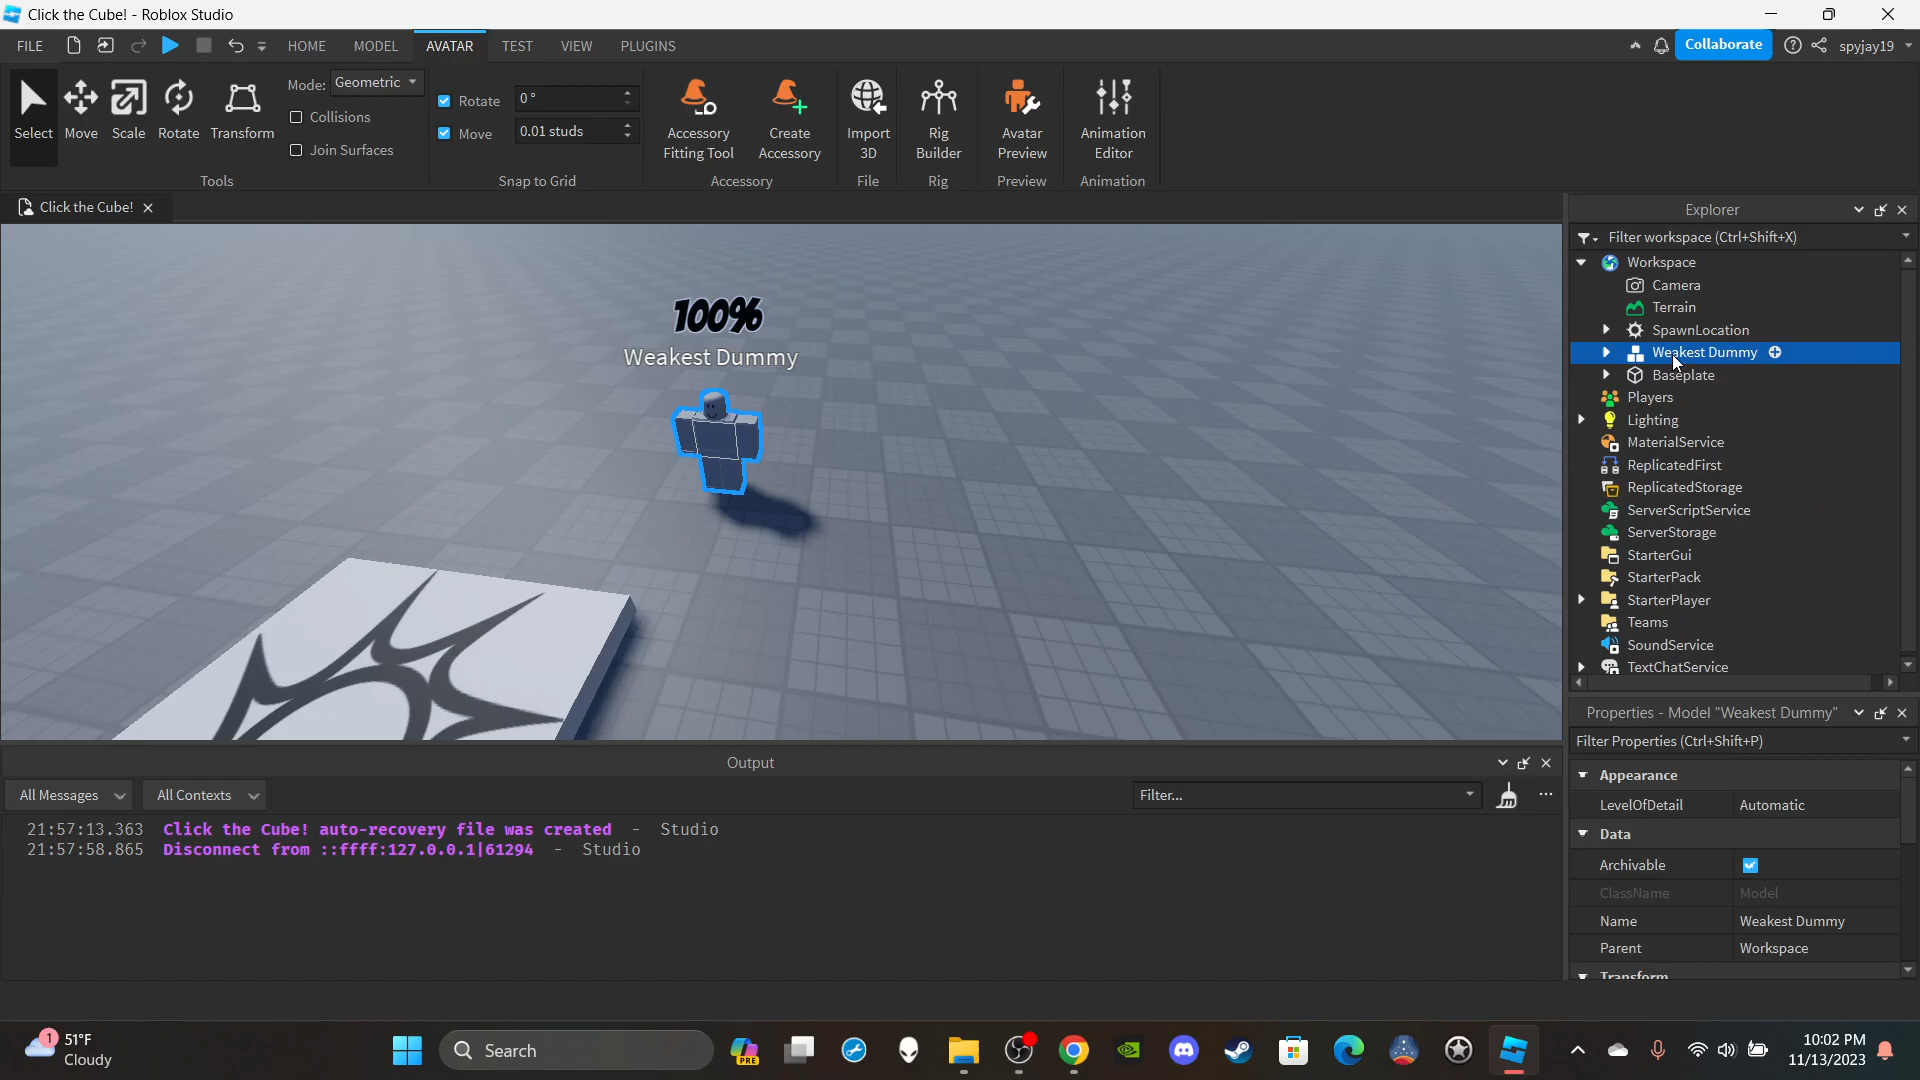 Click the Cube! - Roblox Studio
FILE HOME MODEL AVATAR TEST VIEW PLUGINS Collaborate spyjay19
Select Move Scale Rotate Transform
Mode: Geometric
Collisions
Join Surfaces
Tools
Rotate 0°
Move 0.01 studs
Snap to Grid
Accessory Fitting Tool
Create Accessory
Accessory
Import 3D
File
Rig Builder
Rig
Avatar Preview
Preview
Animation Editor
Animation
Click the Cube!
100%
Weakest Dummy
Explorer
Filter workspace (Ctrl+Shift+X)
Workspace
Camera
Terrain
SpawnLocation
Weakest Dummy
Baseplate
Players
Lighting
MaterialService
ReplicatedFirst
ReplicatedStorage
ServerScriptService
ServerStorage
StarterGui
StarterPack
StarterPlayer
Teams
SoundService
TextChatService
Properties - Model "Weakest Dummy"
Filter Properties (Ctrl+Shift+P)
Appearance
LevelOfDetail Automatic
Data
Archivable
ClassName Model
Name Weakest Dummy
Parent Workspace
Transform
Output
All Messages All Contexts Filter...
21:57:13.363 Click the Cube! auto-recovery file was created - Studio
21:57:58.865 Disconnect from ::ffff:127.0.0.1|61294 - Studio
1 51°F
Cloudy
Search
PRE
10:02 PM
11/13/2023